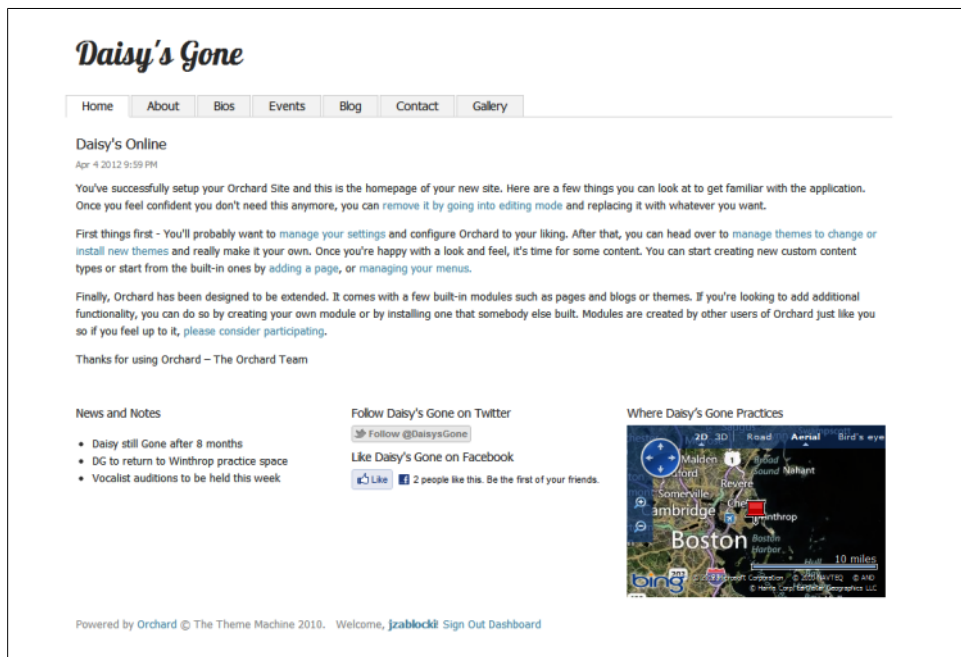 Daisy's Gone
Home About Bios Events Blog Contact Gallery
Daisy's Online
Apr 4 2012 9:59 PM
You've successfully setup your Orchard Site and this is the homepage of your new site. Here are a few things you can look at to get familiar with the application.
Once you feel confident you don't need this anymore, you can remove it by going into editing mode and replacing it with whatever you want.
First things first - You'll probably want to manage your settings and configure Orchard to your liking. After that, you can head over to manage themes to change or
install new themes and really make it your own. Once you're happy with a look and feel, it's time for some content. You can start creating new custom content
types or start from the built-in ones by adding a page, or managing your menus.
Finally, Orchard has been designed to be extended. It comes with a few built-in modules such as pages and blogs or themes. If you're looking to add additional
functionality, you can do so by creating your own module or by installing one that somebody else built. Modules are created by other users of Orchard just like you
so if you feel up to it, please consider participating.
Thanks for using Orchard – The Orchard Team
News and Notes
• Daisy still Gone after 8 months
• DG to return to Winthrop practice space
• Vocalist auditions to be held this week
Follow Daisy's Gone on Twitter
Follow @DaisysGone
Like Daisy's Gone on Facebook
Like 2 people like this. Be the first of your friends.
Where Daisy's Gone Practices
2D 3D Road Aerial Bird's eye
Malden 1 Broad
Sound Nahant
Revere
Somerville
Winthrop
Boston
Boston
Harbor
10 miles
bing
Powered by Orchard © The Theme Machine 2010. Welcome, jzablocki! Sign Out Dashboard